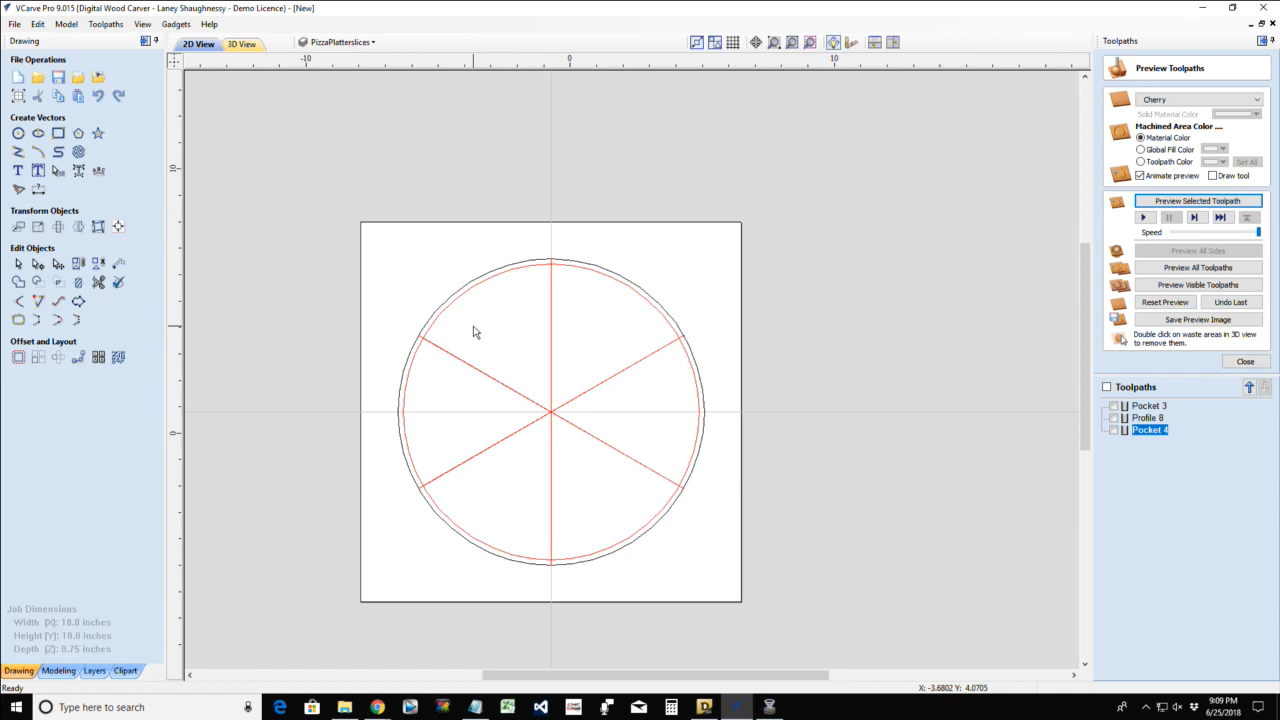 VCarve Pro 9.015 {Digital Wood Carver - Laney Shaughnessy - Demo Licence} - [New]
File Edit Model Toolpaths View Gadgets Help
Drawing
File Operations
Create Vectors
Transform Objects
Edit Objects
Offset and Layout
Job Dimensions
Width (X): 18.0 inches
Height (Y): 18.0 inches
Depth (Z): 0.75 inches
Drawing Modeling Layers Clipart
Ready
2D View 3D View PizzaPlatterslices
-10 0 10
10
0
Toolpaths
Preview Toolpaths
Cherry
Solid Material Color
Machined Area Color ....
Material Color
Global Fill Color
Toolpath Color Set All
Animate preview Draw tool
Preview Selected Toolpath
Speed
Preview All Sides
Preview All Toolpaths
Preview Visible Toolpaths
Reset Preview Undo Last
Save Preview Image
Double click on waste areas in 3D view
to remove them.
Close
Toolpaths
Pocket 3
Profile 8
Pocket 4
X: -3.6802 Y: 4.0705
Type here to search
9:09 PM
6/25/2018